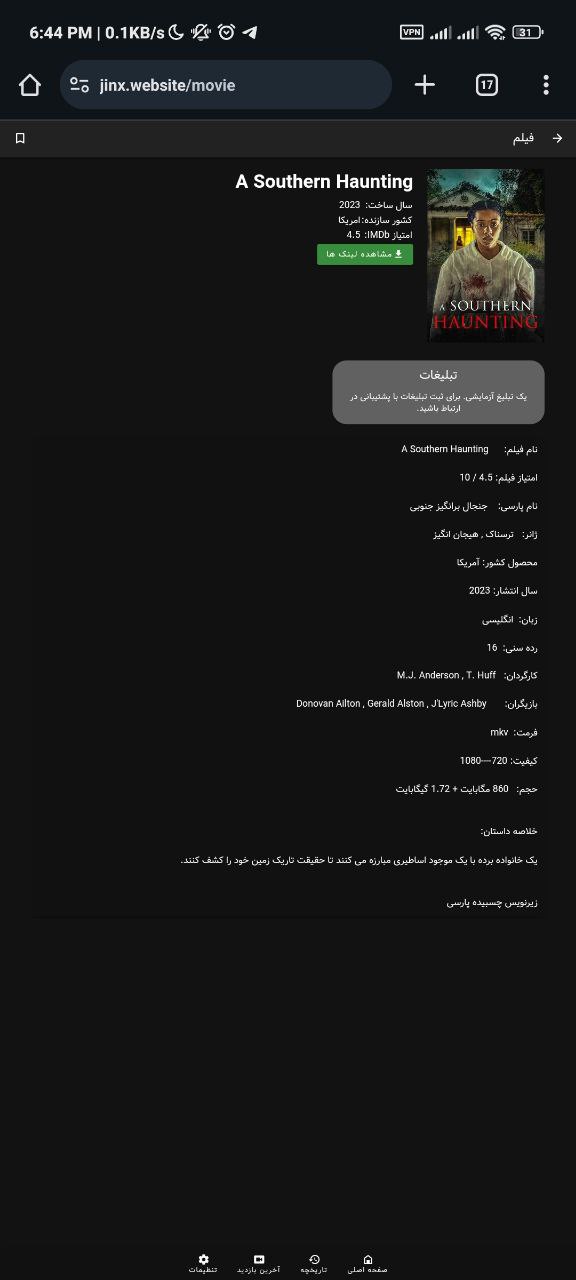 6:44 PM | 0.1KB/s
VPN
31
jinx.website/movie
17
فیلم
A Southern Haunting
سال ساخت: 2023
کشور سازنده:امریکا
امتیاز IMDb: 4.5
مشاهده لینک ها
A SOUTHERN
HAUNTING
تبلیغات
یک تبلیغ آزمایشی. برای ثبت تبلیغات با پشتیبانی در
ارتباط باشید.
نام فیلم: A Southern Haunting
امتیاز فیلم: 4.5 / 10
نام پارسی: جنجال برانگیز جنوبی
ژانر: ترسناک , هیجان انگیز
محصول کشور: آمریکا
سال انتشار: 2023
زبان: انگلیسی
رده سنی: 16
کارگردان: M.J. Anderson , T. Huff
بازیگران: Donovan Ailton , Gerald Alston , J'Lyric Ashby
فرمت: mkv
کیفیت: 720---1080
حجم: 860 مگابایت + 1.72 گیگابایت
خلاصه داستان:
یک خانواده برده با یک موجود اساطیری مبارزه می کنند تا حقیقت تاریک زمین خود را کشف کنند.
زیرنویس چسبیده پارسی
صفحه اصلی
تاریخچه
آخرین بازدید
تنظیمات